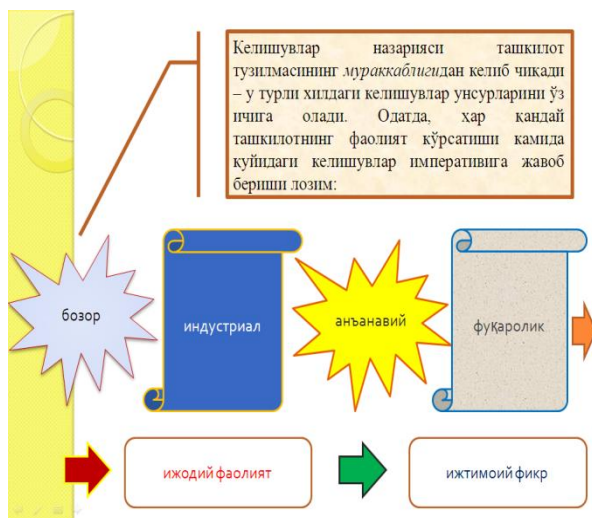 Келишувлар назарияси ташкилот
тузилмасининг мураккаблигидан келиб чиқади
– у турли хилдаги келишувлар унсурларини ўз
ичига олади. Одатда, хар қандай
ташкилотнинг фаолият кўрсатиши камида
қуйидаги келишувлар императивига жавоб
бериши лозим:
бозор
индустриал
анъанавий
фуқаролик
ижодий фаолият
ижтимоий фикр